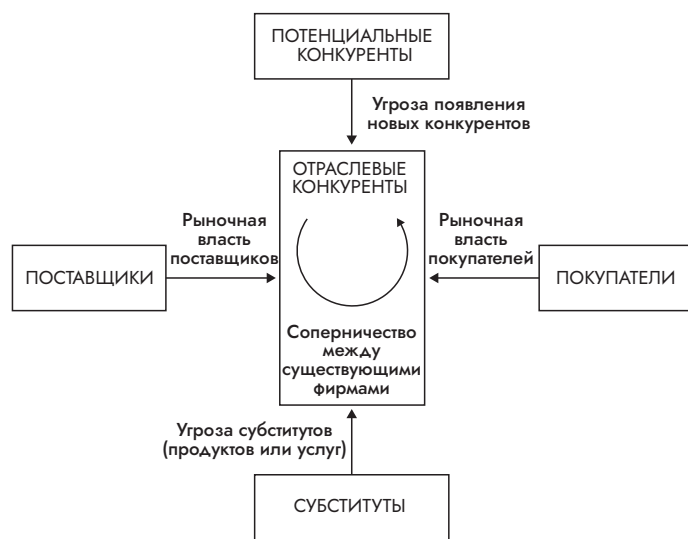 ПОТЕНЦИАЛЬНЫЕ
КОНКУРЕНТЫ
Угроза появления
новых конкурентов
ОТРАСЛЕВЫЕ
КОНКУРЕНТЫ
Рыночная
власть
поставщиков
Рыночная
власть
покупателей
ПОСТАВЩИКИ
ПОКУПАТЕЛИ
Соперничество
между
существующими
фирмами
Угроза субститутов
(продуктов или услуг)
СУБСТИТУТЫ